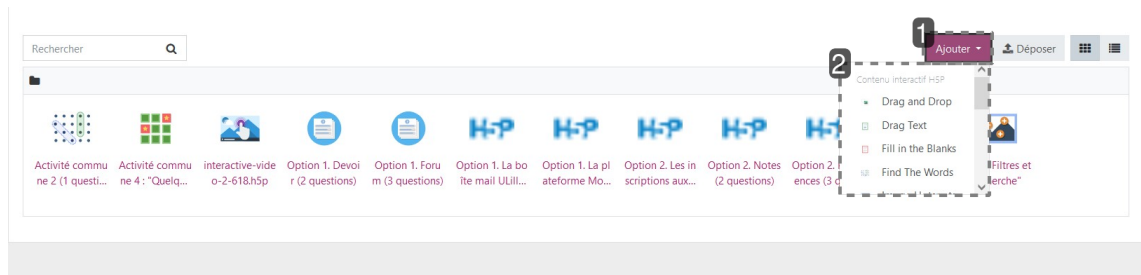 1
Rechercher
Ajouter
Déposer
2
Contenu interactif H5P
Drag and Drop
Drag Text
Fill in the Blanks
Find The Words
H5P H5P H5P H5P
Activité commu
ne 2 (1 questi...
Activité commu
ne 4 : "Quelq...
interactive-vide
o-2-618.h5p
Option 1. Devoi
r (2 questions)
Option 1. Foru
m (3 questions)
Option 1. La bo
îte mail ULill...
Option 1. La pl
ateforme Mo...
Option 2. Les in
scriptions aux...
Option 2. Notes
(2 questions)
Option 2.
ences (3
Filtres et
erche"